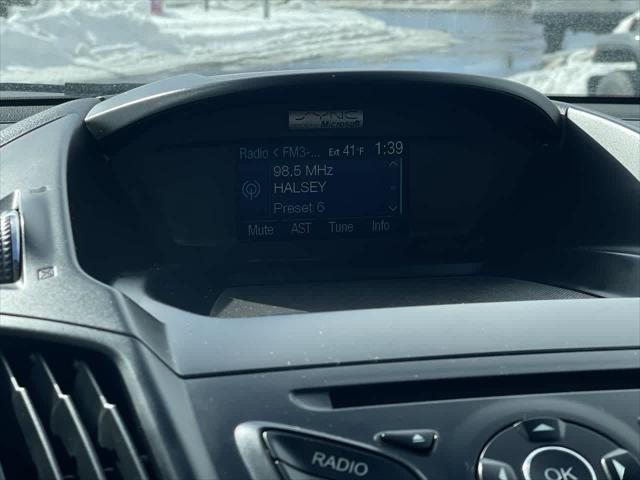 SYNC
Microsoft
Radio < FM3-... Ext 41°F 1:39
98.5 MHz
HALSEY
Preset 6
Mute AST Tune Info
RADIO
OK